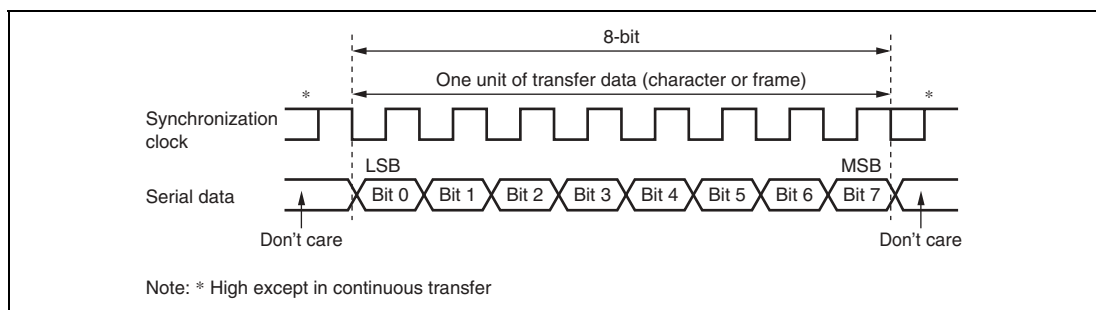 8-bit
One unit of transfer data (character or frame)
* *
Synchronization
clock
LSB MSB
Serial data Bit 0 Bit 1 Bit 2 Bit 3 Bit 4 Bit 5 Bit 6 Bit 7
Don't care Don't care
Note: * High except in continuous transfer